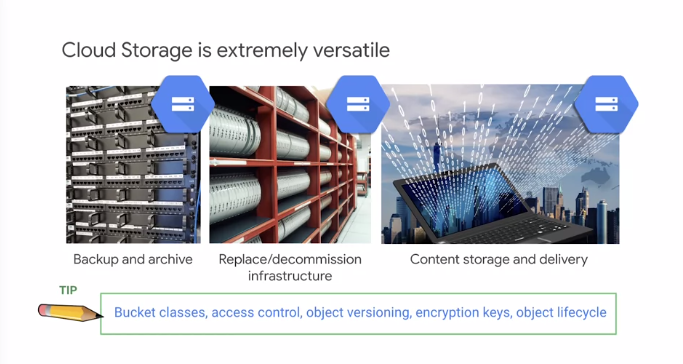 Cloud Storage is extremely versatile
Backup and archive
Replace/decommission
infrastructure
Content storage and delivery
TIP
Bucket classes, access control, object versioning, encryption keys, object lifecycle